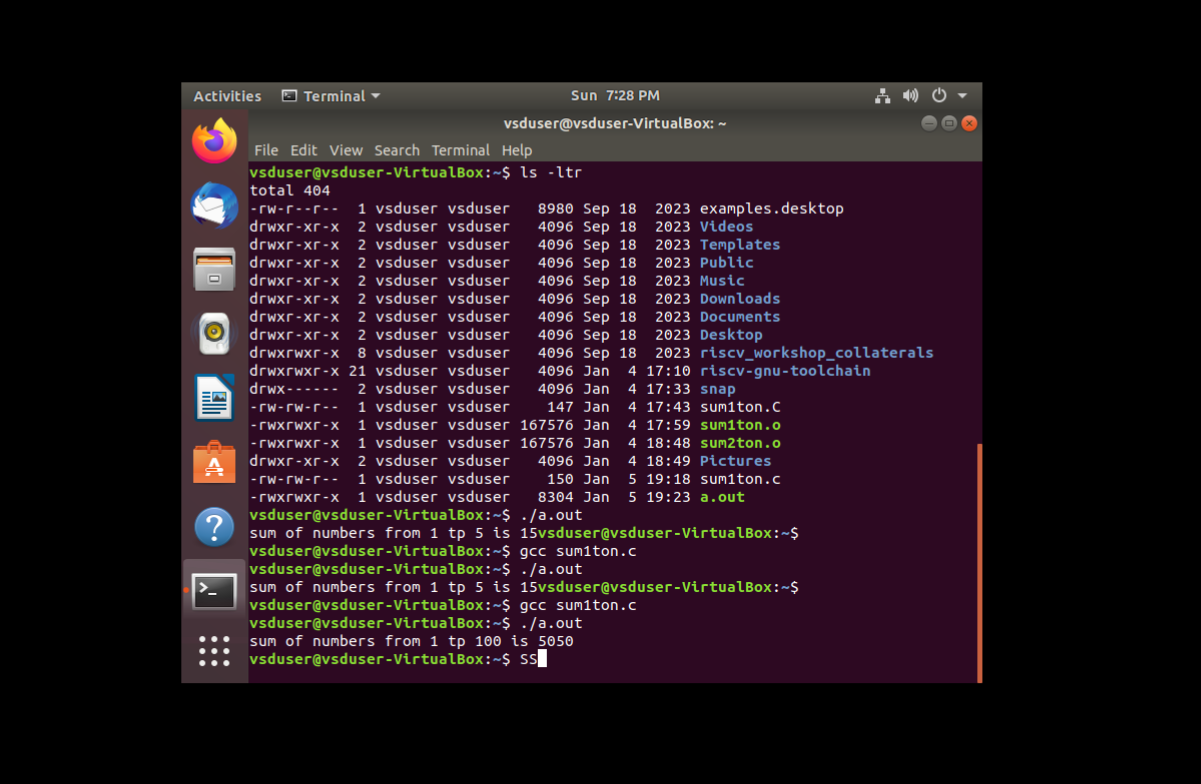 Activities Terminal Sun 7:28 PM
vsduser@vsduser-VirtualBox: ~
File Edit View Search Terminal Help
vsduser@vsduser-VirtualBox:~$ ls -ltr
total 404
-rw-r--r-- 1 vsduser vsduser 8980 Sep 18 2023 examples.desktop
drwxr-xr-x 2 vsduser vsduser 4096 Sep 18 2023 Videos
drwxr-xr-x 2 vsduser vsduser 4096 Sep 18 2023 Templates
drwxr-xr-x 2 vsduser vsduser 4096 Sep 18 2023 Public
drwxr-xr-x 2 vsduser vsduser 4096 Sep 18 2023 Music
drwxr-xr-x 2 vsduser vsduser 4096 Sep 18 2023 Downloads
drwxr-xr-x 2 vsduser vsduser 4096 Sep 18 2023 Documents
drwxr-xr-x 2 vsduser vsduser 4096 Sep 18 2023 Desktop
drwxrwxr-x 8 vsduser vsduser 4096 Sep 18 2023 riscv_workshop_collaterals
drwxrwxr-x 21 vsduser vsduser 4096 Jan 4 17:10 riscv-gnu-toolchain
drwx------ 2 vsduser vsduser 4096 Jan 4 17:33 snap
-rw-rw-r-- 1 vsduser vsduser 147 Jan 4 17:43 sum1ton.C
-rwxrwxr-x 1 vsduser vsduser 167576 Jan 4 17:59 sum1ton.o
-rwxrwxr-x 1 vsduser vsduser 167576 Jan 4 18:48 sum2ton.o
drwxr-xr-x 2 vsduser vsduser 4096 Jan 4 18:49 Pictures
-rw-rw-r-- 1 vsduser vsduser 150 Jan 5 19:18 sum1ton.c
-rwxrwxr-x 1 vsduser vsduser 8304 Jan 5 19:23 a.out
vsduser@vsduser-VirtualBox:~$ ./a.out
sum of numbers from 1 tp 5 is 15vsduser@vsduser-VirtualBox:~$
vsduser@vsduser-VirtualBox:~$ gcc sum1ton.c
vsduser@vsduser-VirtualBox:~$ ./a.out
sum of numbers from 1 tp 5 is 15vsduser@vsduser-VirtualBox:~$
vsduser@vsduser-VirtualBox:~$ gcc sum1ton.c
vsduser@vsduser-VirtualBox:~$ ./a.out
sum of numbers from 1 tp 100 is 5050
vsduser@vsduser-VirtualBox:~$ SS